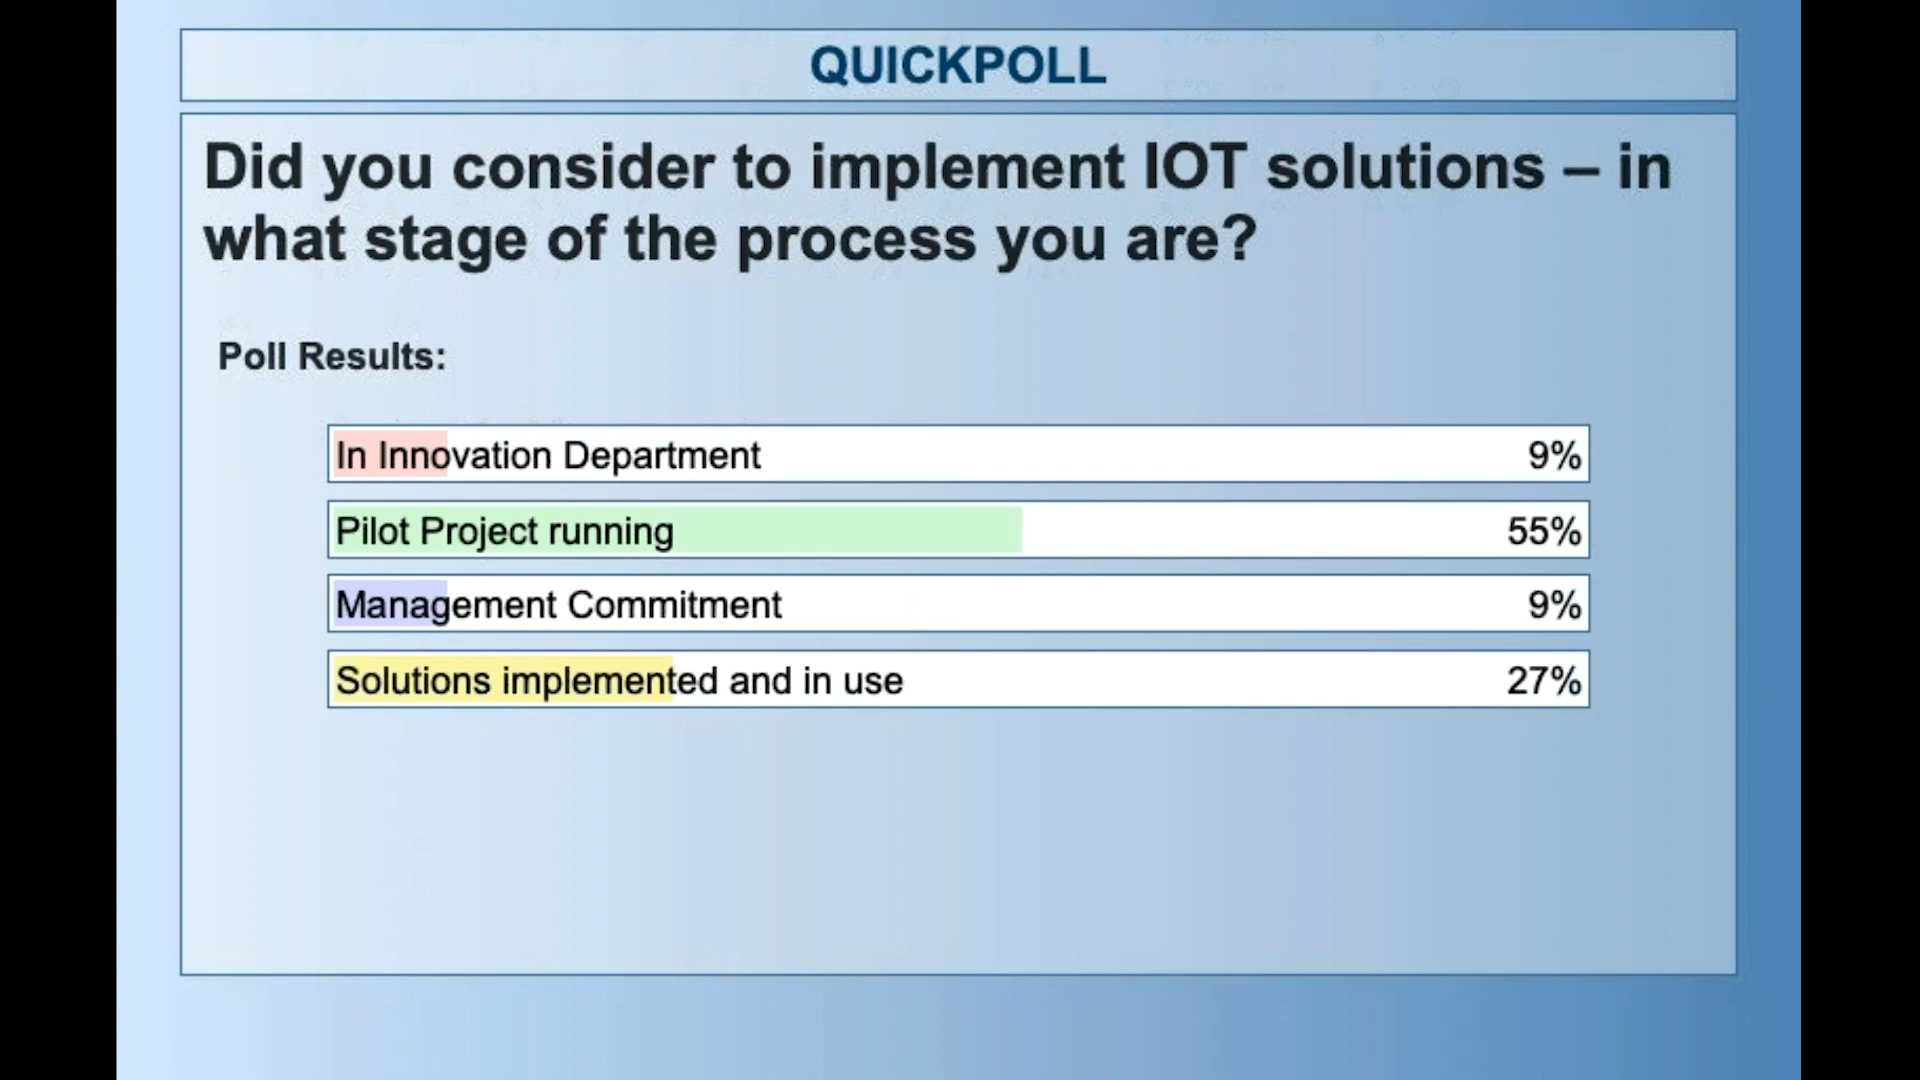 QUICKPOLL
Did you consider to implement IOT solutions – in
what stage of the process you are?
Poll Results:
In Innovation Department 9%
Pilot Project running 55%
Management Commitment 9%
Solutions implemented and in use 27%